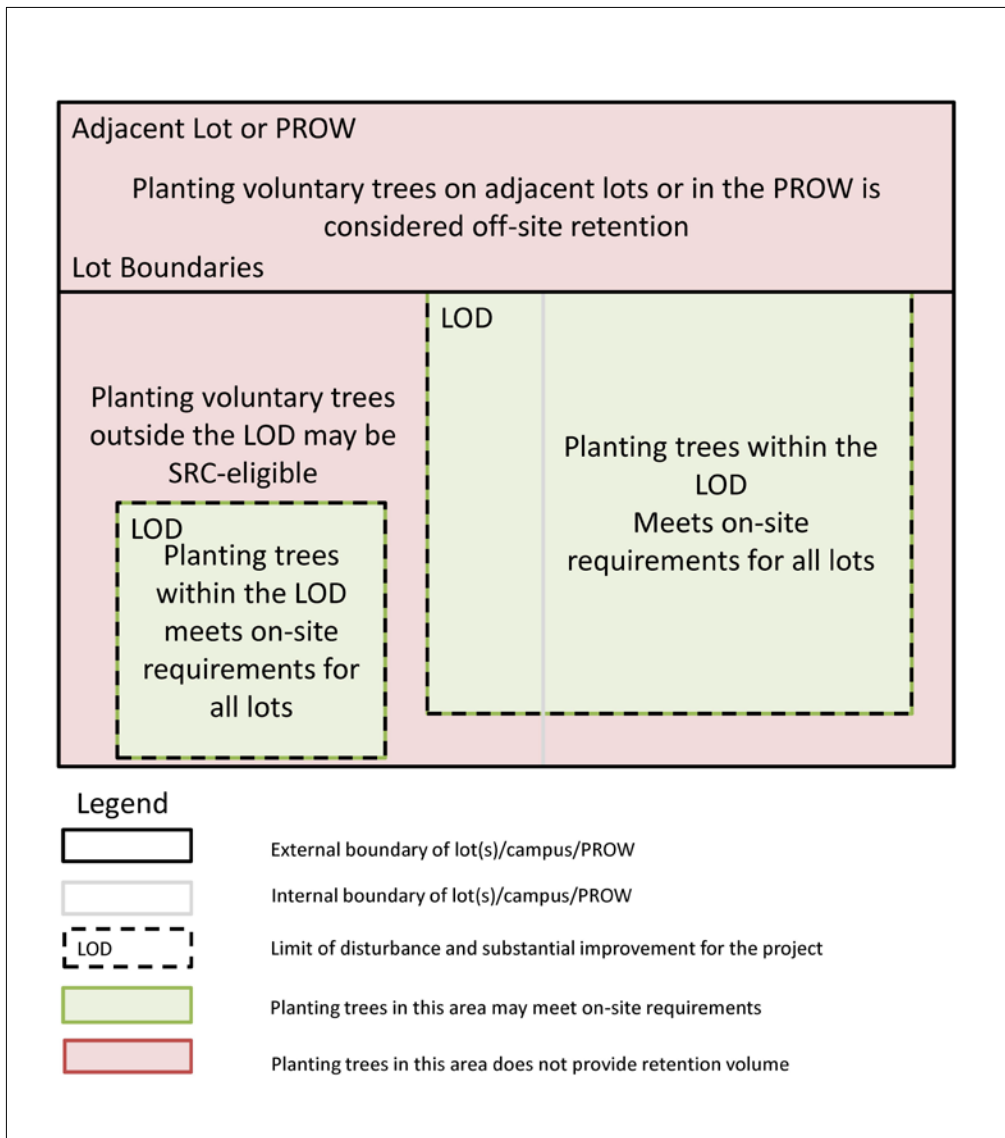 Adjacent Lot or PROW
Planting voluntary trees on adjacent lots or in the PROW is
considered off-site retention
Lot Boundaries
LOD
Planting voluntary trees
outside the LOD may be
SRC-eligible
Planting trees within the
LOD
Meets on-site
requirements for all lots
LOD
Planting trees
within the LOD
meets on-site
requirements for
all lots
Legend
External boundary of lot(s)/campus/PROW
Internal boundary of lot(s)/campus/PROW
LOD
Limit of disturbance and substantial improvement for the project
Planting trees in this area may meet on-site requirements
Planting trees in this area does not provide retention volume